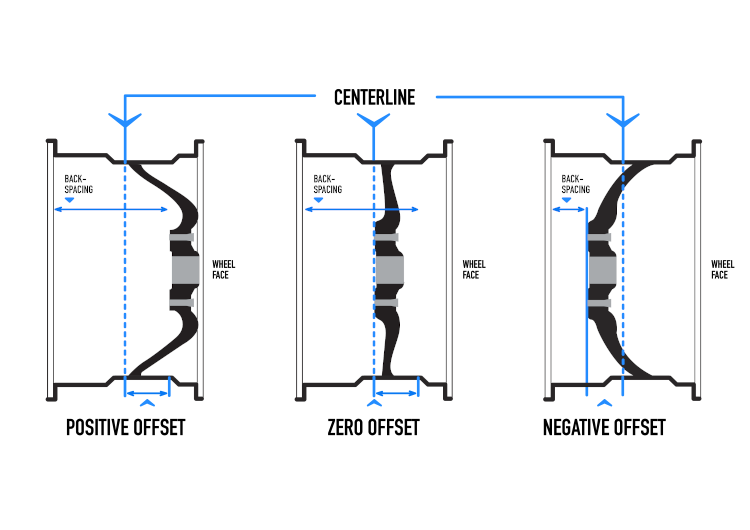 CENTERLINE
BACK-
SPACING
WHEEL
FACE
BACK-
SPACING
WHEEL
FACE
BACK-
SPACING
WHEEL
FACE
POSITIVE OFFSET
ZERO OFFSET
NEGATIVE OFFSET